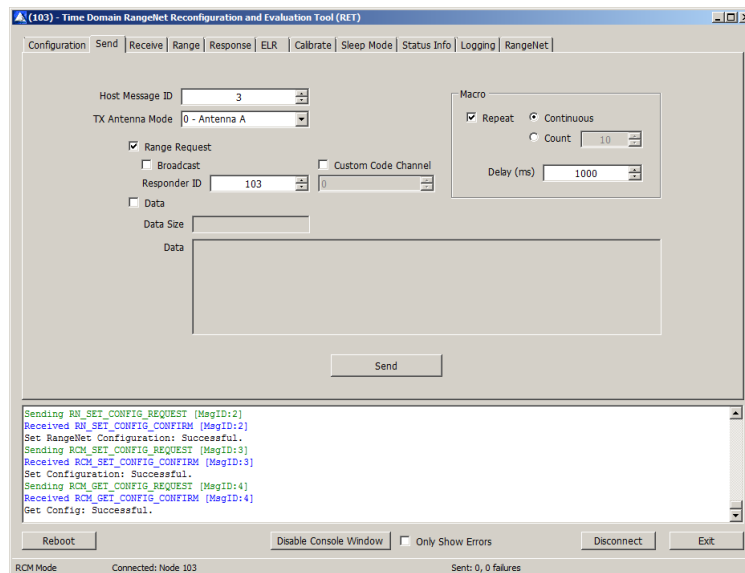 (103) - Time Domain RangeNet Reconfiguration and Evaluation Tool (RET)
Configuration Send Receive Range Response ELR Calibrate Sleep Mode Status Info Logging RangeNet
Host Message ID 3
TX Antenna Mode 0 - Antenna A
Range Request
Broadcast Custom Code Channel
Responder ID 103 0
Data
Data Size
Data
Macro
Repeat Continuous
Count 10
Delay (ms) 1000
Send
Sending RN_SET_CONFIG_REQUEST [MsgID:2]
Received RN_SET_CONFIG_CONFIRM [MsgID:2]
Set RangeNet Configuration: Successful.
Sending RCM_SET_CONFIG_REQUEST [MsgID:3]
Received RCM_SET_CONFIG_CONFIRM [MsgID:3]
Set Configuration: Successful.
Sending RCM_GET_CONFIG_REQUEST [MsgID:4]
Received RCM_GET_CONFIG_CONFIRM [MsgID:4]
Get Config: Successful.
Reboot Disable Console Window Only Show Errors Disconnect Exit
RCM Mode Connected: Node 103 Sent: 0, 0 failures